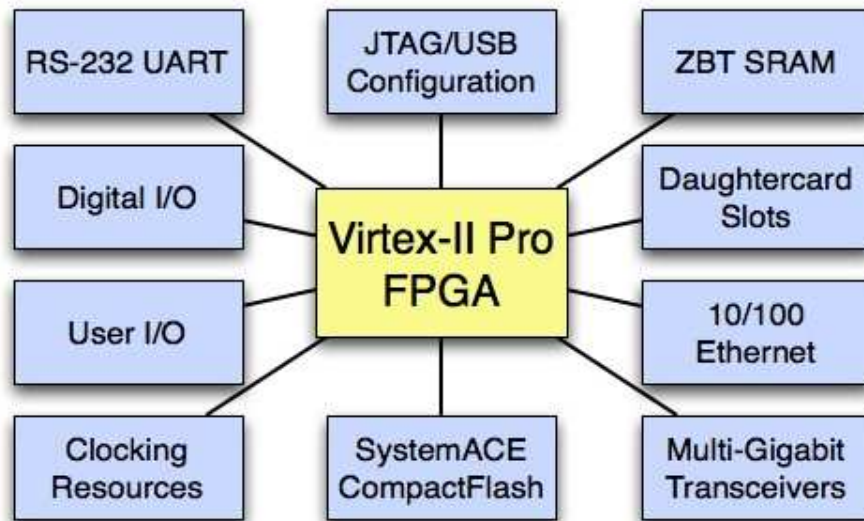 RS-232 UART
JTAG/USB
Configuration
ZBT SRAM
Digital I/O
Daughtercard
Slots
Virtex-II Pro
FPGA
User I/O
10/100
Ethernet
Clocking
Resources
SystemACE
CompactFlash
Multi-Gigabit
Transceivers